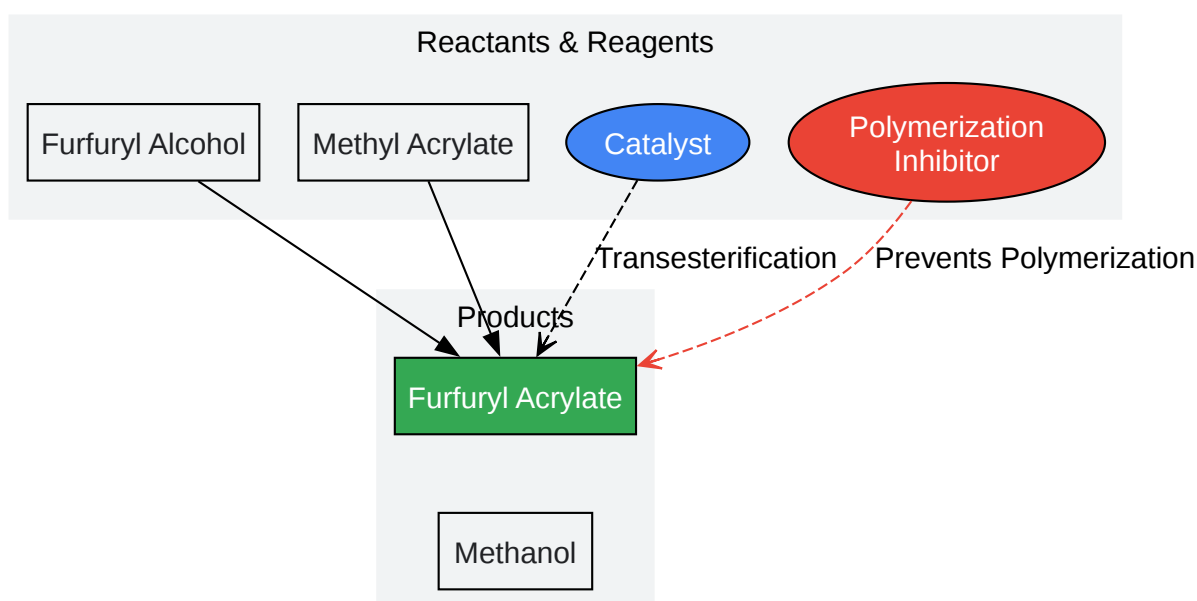 Reactants & Reagents
Furfuryl Alcohol
Methyl Acrylate
Catalyst
Polymerization
Inhibitor
Transesterification
Prevents Polymerization
Products
Furfuryl Acrylate
Methanol